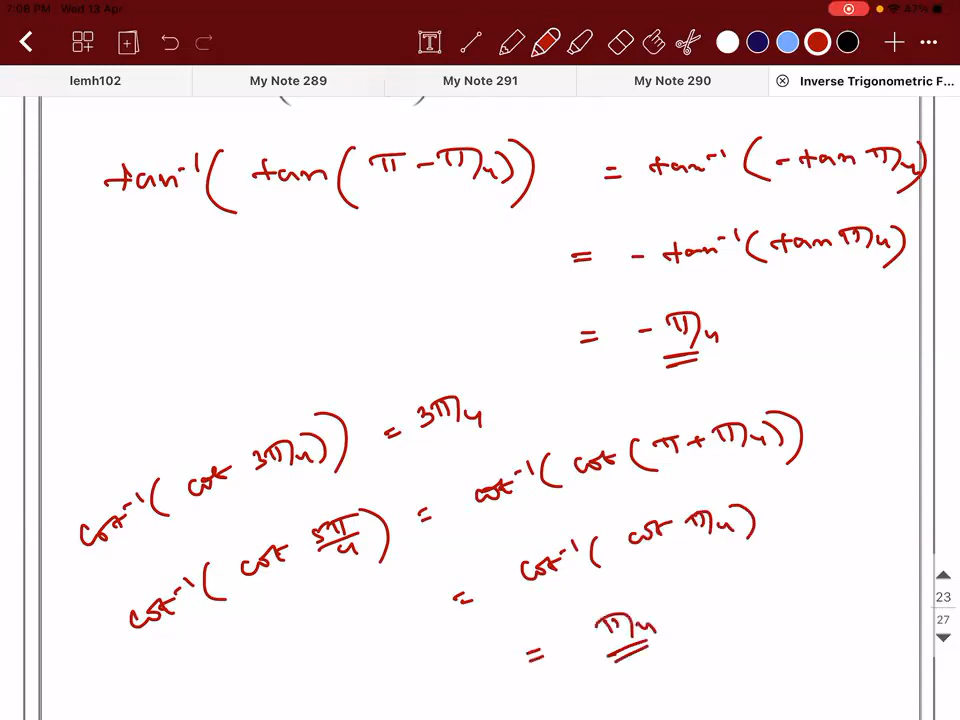 7:08 PM Wed 13 Apr 47%
lemh102 My Note 289 My Note 291 My Note 290 Inverse Trigonometric F...
tan⁻¹( tan( π - π/4 )) = tan⁻¹( - tan π/4)
= - tan⁻¹( tan π/4)
= - π/4
cot⁻¹( cot 3π/4)) = 3π/4
cot⁻¹( cot 5π/4 ) = cot⁻¹( cot ( π + π/4))
= cot⁻¹( cot π/4)
= π/4
23
27